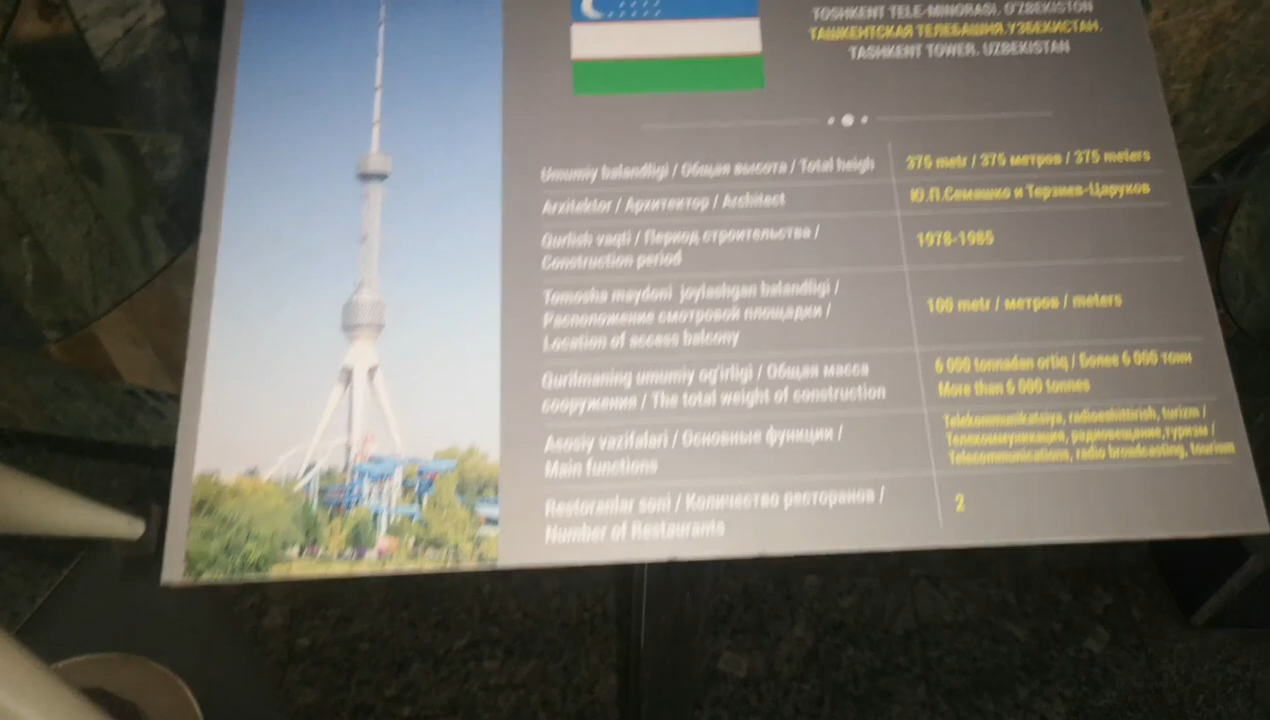 TOSHKENT TELE-MINORASI. O'ZBEKISTON
ТАШКЕНТСКАЯ ТЕЛЕБАШНЯ. УЗБЕКИСТАН.
TASHKENT TOWER. UZBEKISTAN
Umumiy balandligi / Общая высота / Total heigh
375 metr / 375 метров / 375 meters
Arxitektor / Архитектор / Architect
Ю.П.Семашко и Терзиев-Царуков
Qurlish vaqti / Период строительства /
Construction period
1978-1985
Tomosha maydoni joylashgan balandligi /
Расположение смотровой площадки /
Location of access balcony
100 metr / метров / meters
Qurilmaning umumiy og'irligi / Общая масса
сооружения / The total weight of construction
6 000 tonnadan ortiq / Более 6 000 тонн
More than 6 000 tonnes
Asosiy vazifalari / Основные функции /
Main functions
Telekommunikatsiya, radioeshittirish, turizm /
Телекоммуникация, радиовещание, туризм /
Telecommunications, radio broadcasting, tourism
Restoranlar soni / Количество ресторанов /
Number of Restaurants
2